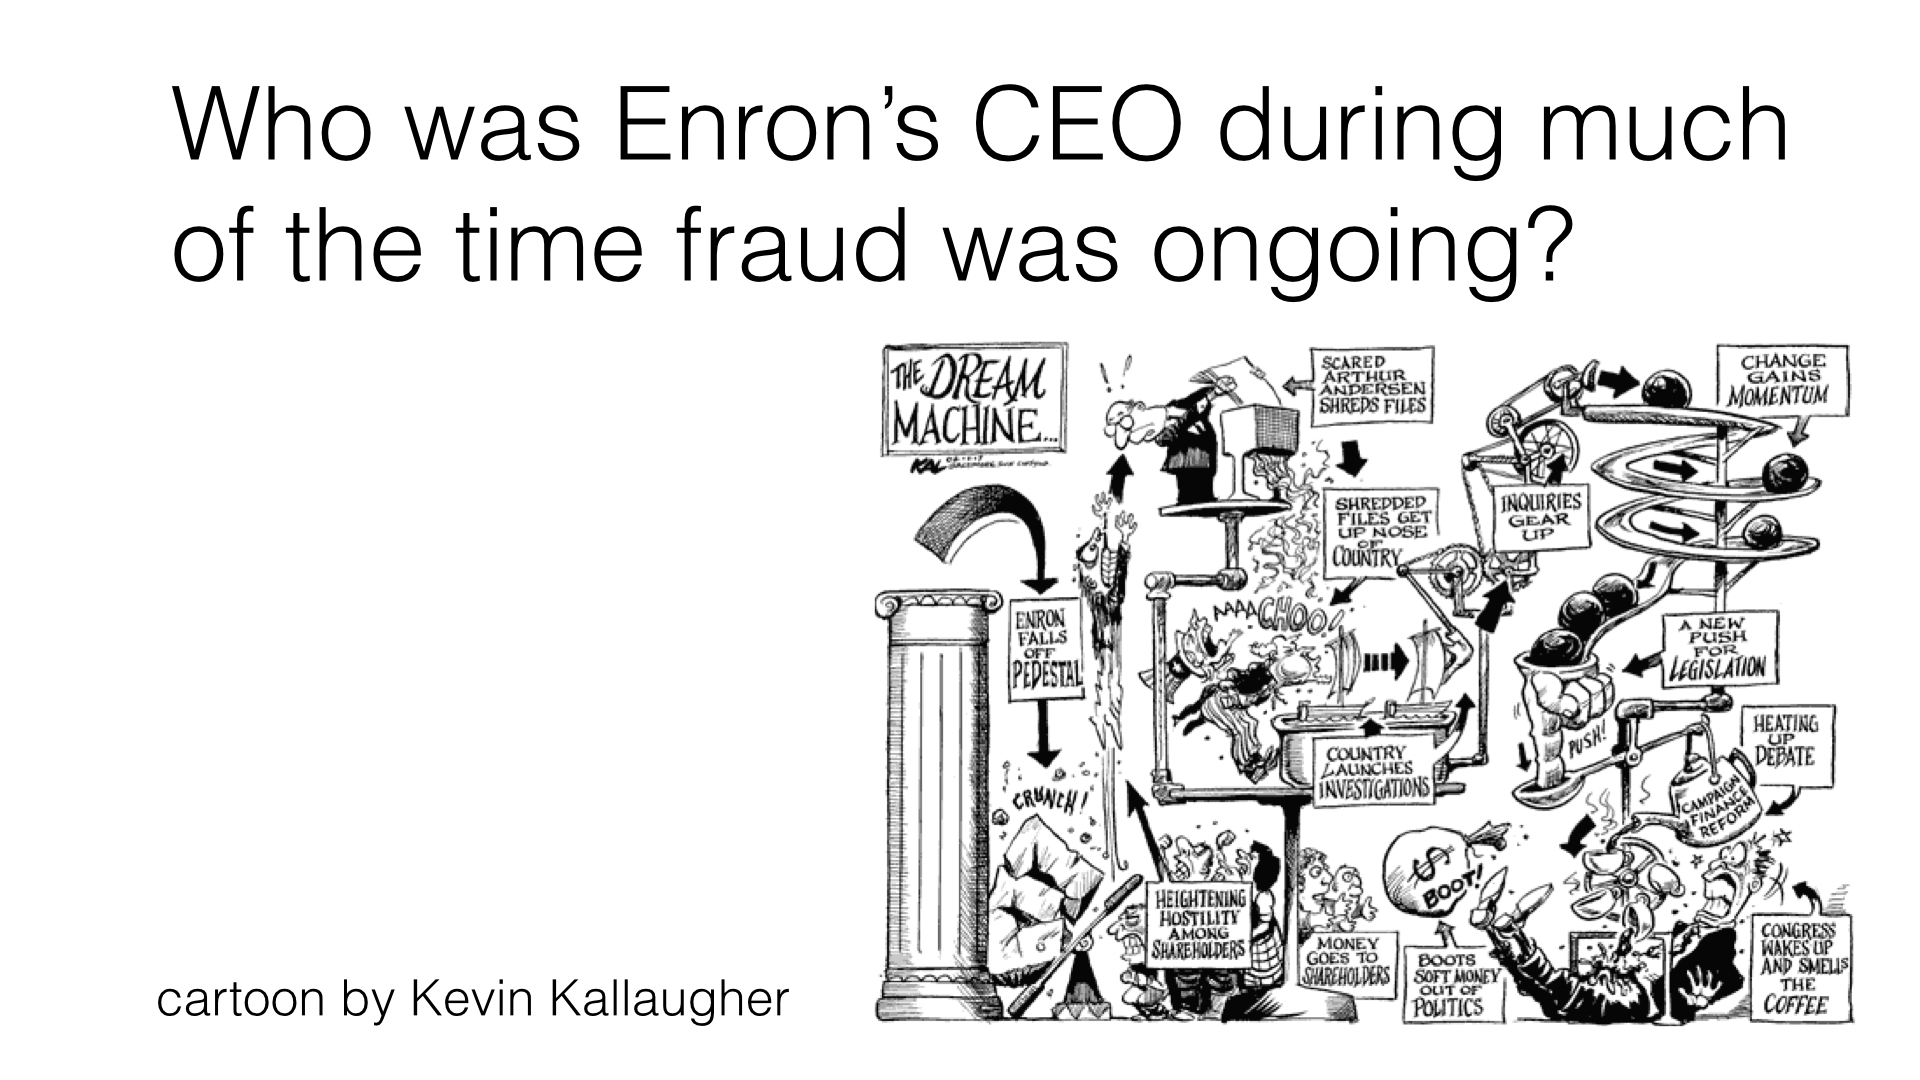 Who was Enron’s CEO during much
of the time fraud was ongoing?
THE DREAM
MACHINE...
KAL
! !
SCARED
ARTHUR
ANDERSEN
SHREDS FILES
CHANGE
GAINS
MOMENTUM
SHREDDED
FILES GET
UP NOSE
OF
COUNTRY
INQUIRIES
GEAR
UP
ENRON
FALLS
OFF
PEDESTAL
AAAACHOO!
A NEW
PUSH
FOR
LEGISLATION
PUSH!
HEATING
UP
DEBATE
COUNTRY
LAUNCHES
INVESTIGATIONS
CAMPAIGN
FINANCE
REFORM
CRUNCH!
$
BOOT!
HEIGHTENING
HOSTILITY
AMONG
SHAREHOLDERS
MONEY
GOES TO
SHAREHOLDERS
BOOTS
SOFT MONEY
OUT OF
POLITICS
CONGRESS
WAKES UP
AND SMELLS
THE
COFFEE
cartoon by Kevin Kallaugher